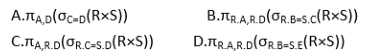 A.π_{A,D}(σ_{C=D}(R×S)) B.π_{R.A,R.D}(σ_{R.B=S.C}(R×S))
C.π_{A,R.D}(σ_{R.C=S.D}(R×S)) D.π_{R.A,R.D}(σ_{R.B=S.E}(R×S))